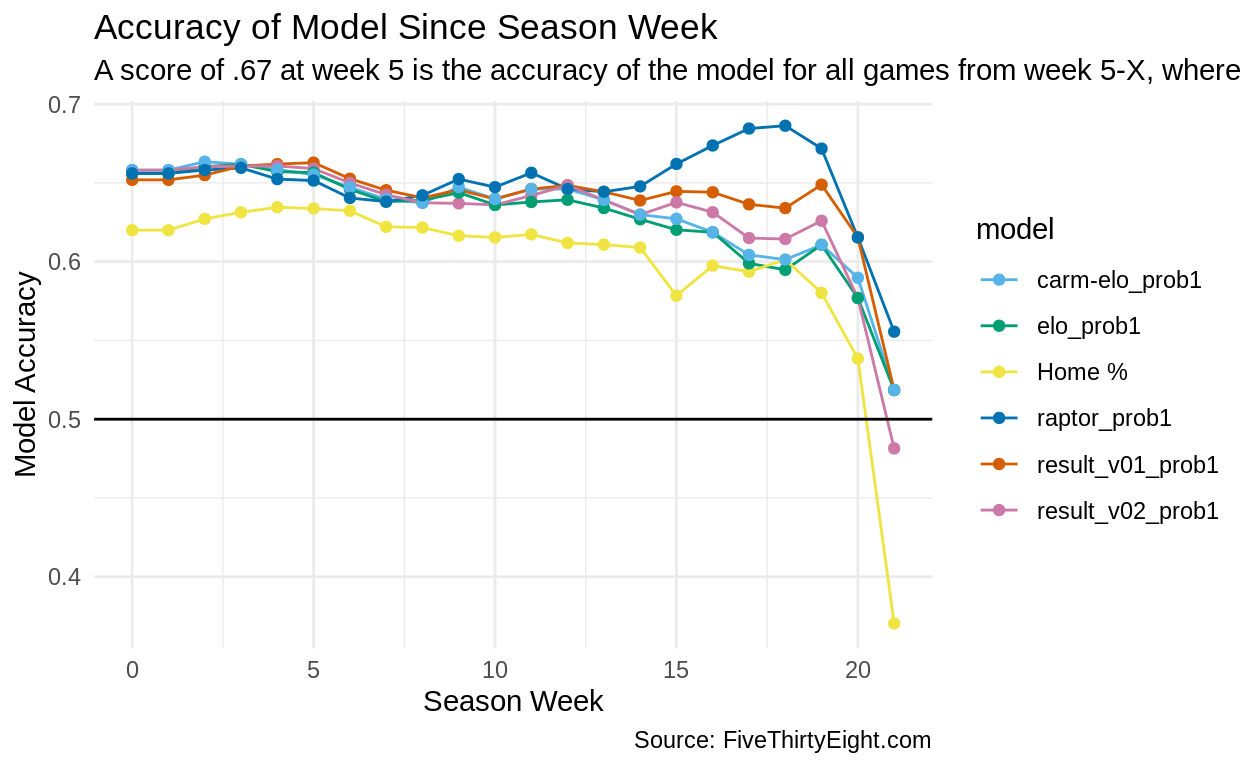 Accuracy of Model Since Season Week
A score of .67 at week 5 is the accuracy of the model for all games from week 5-X, where
0.7
0.6
0.5
0.4
Model Accuracy
0 5 10 15 20
Season Week
model
carm-elo_prob1
elo_prob1
Home %
raptor_prob1
result_v01_prob1
result_v02_prob1
Source: FiveThirtyEight.com